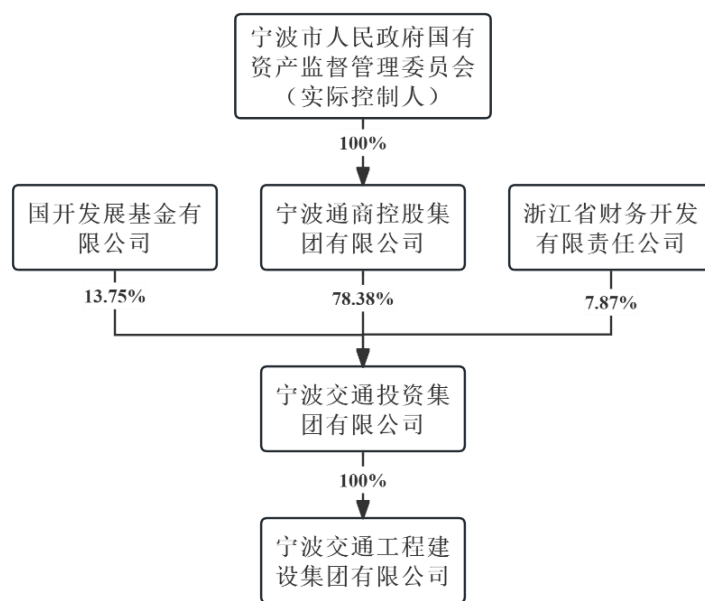 宁波市人民政府国有
资产监督管理委员会
（实际控制人）
100%
国开发展基金有
限公司
宁波通商控股集
团有限公司
浙江省财务开发
有限责任公司
13.75%
78.38%
7.87%
宁波交通投资集
团有限公司
100%
宁波交通工程建
设集团有限公司